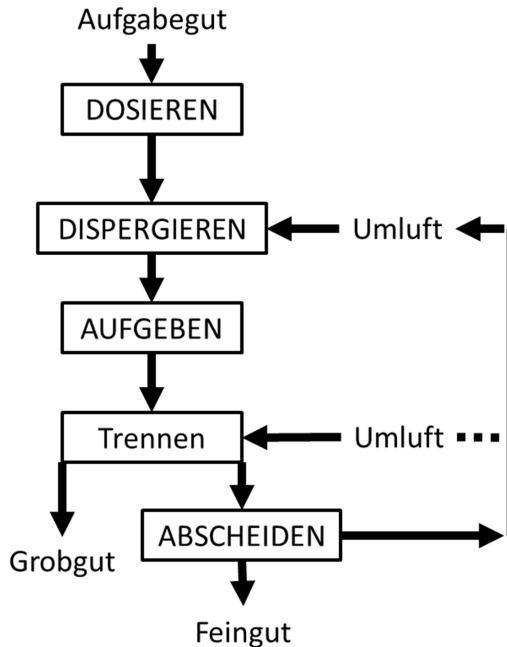 Aufgabegut
DOSIEREN
DISPERGIEREN
Umluft
AUFGEBEN
Trennen
Umluft
ABSCHEIDEN
Grobgut
Feingut